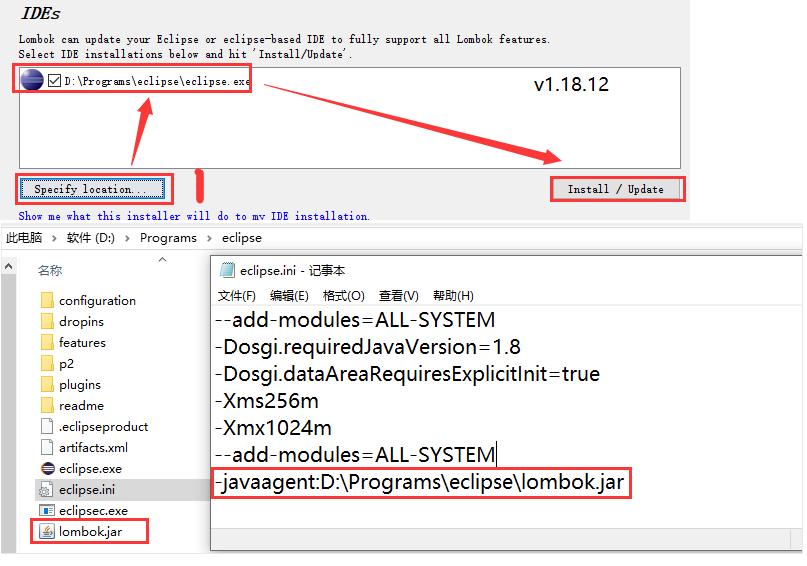 IDEs
Lombok can update your Eclipse or eclipse-based IDE to fully support all Lombok features.
Select IDE installations below and hit 'Install/Update'.
D:\Programs\eclipse\eclipse.exe
v1.18.12
Specify location...
1
Install / Update
Show me what this installer will do to my IDE installation.
此电脑 > 软件 (D:) > Programs > eclipse
名称
configuration
dropins
features
p2
plugins
readme
.eclipseproduct
artifacts.xml
eclipse.exe
eclipse.ini
eclipsec.exe
lombok.jar
eclipse.ini - 记事本
文件(F) 编辑(E) 格式(O) 查看(V) 帮助(H)
--add-modules=ALL-SYSTEM
-Dosgi.requiredJavaVersion=1.8
-Dosgi.dataAreaRequiresExplicitInit=true
-Xms256m
-Xmx1024m
--add-modules=ALL-SYSTEM
-javaagent:D:\Programs\eclipse\lombok.jar